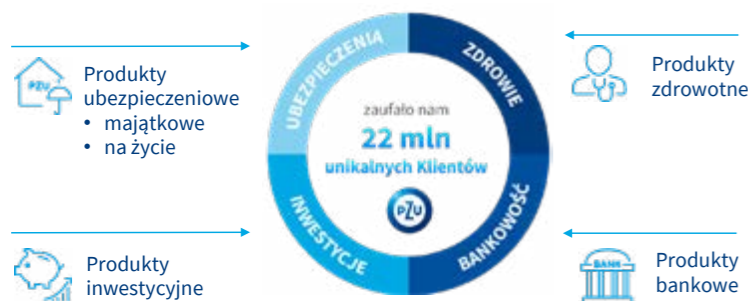 PZU
Produkty
ubezpieczeniowe
• majątkowe
• na życie
UBEZPIECZENIA
ZDROWIE
zaufało nam
22 mln
unikalnych Klientów
PZU
INWESTYCJE
BANKOWOŚĆ
Produkty
zdrowotne
Produkty
inwestycyjne
BANK
Produkty
bankowe